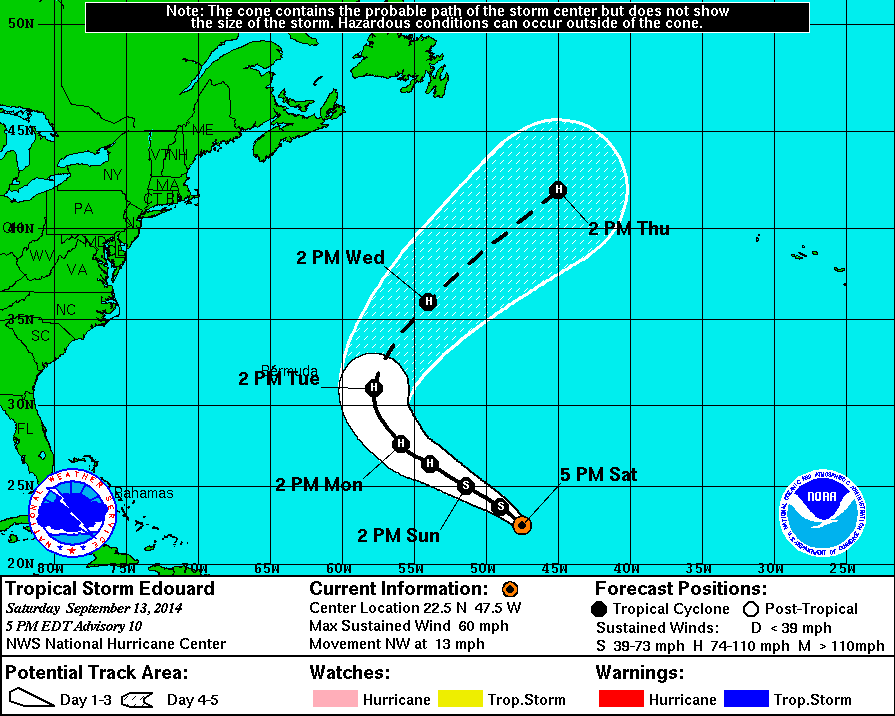 Note: The cone contains the probable path of the storm center but does not show
the size of the storm. Hazardous conditions can occur outside of the cone.
50N
45N
ME
VT NH
NY
MA
CT RI
PA
NJ
40N
2 PM Thu
MD
DE
WV
2 PM Wed
VA
NC
35N
SC
Bermuda
2 PM Tue
30N
FL
5 PM Sat
2 PM Mon
25N
Bahamas
NATIONAL WEATHER SERVICE
NOAA
2 PM Sun
H
H
H
H
H
S
S
20N
80W 75W 70W 65W 60W 55W 50W 45W 40W 35W 30W 25W
Tropical Storm Edouard
Saturday September 13, 2014
5 PM EDT Advisory 10
NWS National Hurricane Center
Current Information:
Center Location 22.5 N 47.5 W
Max Sustained Wind 60 mph
Movement NW at 13 mph
Forecast Positions:
Tropical Cyclone Post-Tropical
Sustained Winds: D < 39 mph
S 39-73 mph H 74-110 mph M > 110mph
Potential Track Area:
Day 1-3 Day 4-5
Watches:
Hurricane Trop.Storm
Warnings:
Hurricane Trop.Storm